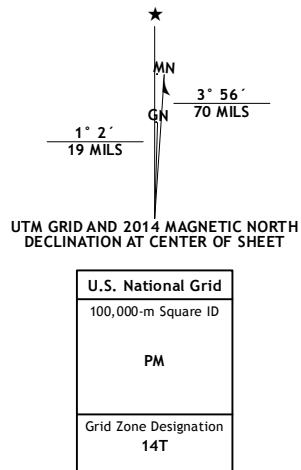 MN
3° 56´
70 MILS
GN
1° 2´
19 MILS
UTM GRID AND 2014 MAGNETIC NORTH
DECLINATION AT CENTER OF SHEET
U.S. National Grid
100,000-m Square ID
PM
Grid Zone Designation
14T